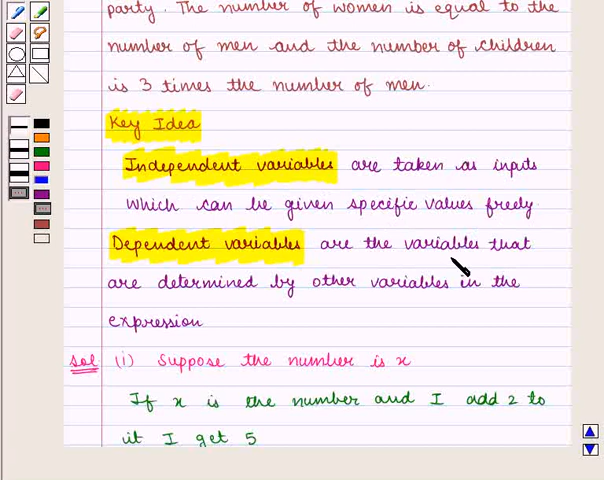 party. The number of women is equal to the
number of men and the number of children
is 3 times the number of men.
Key Idea
Independent variables are taken as inputs
which can be given specific values freely.
Dependent variables are the variables that
are determined by other variables in the
expression
Sol (i) Suppose the number is x
If x is the number and I add 2 to
it I get 5